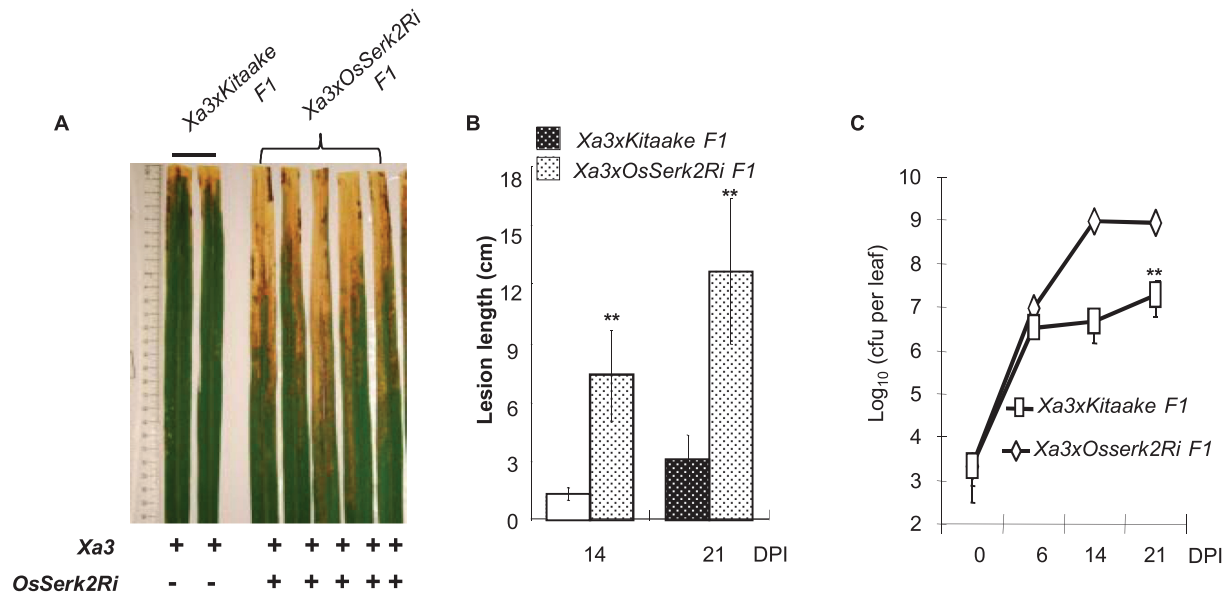 A
Xa3xKitaake
F1
Xa3xOsSerk2Ri
F1
Xa3 + + + + + + +
OsSerk2Ri - - + + + + +
B
Xa3xKitaake F1
Xa3xOsSerk2Ri F1
Lesion length (cm)
18
15
12
9
6
3
0
**
**
14 21 DPI
C
Log10 (cfu per leaf)
10
9
8
7
6
5
4
3
2
**
Xa3xKitaake F1
Xa3xOsserk2Ri F1
0 6 14 21 DPI